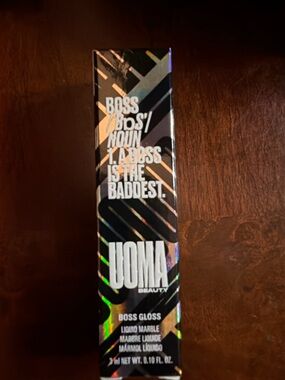 BOSS
/'BOS'/
NOUN
1. A BOSS
IS THE
BADDEST.
UOMA
BEAUTY
BOSS GLOSS
LIQUID MARBLE
MARBRE LIQUIDE
MÁRMOL LÍQUIDO
3 ml NET WT. 0.10 FL. OZ.